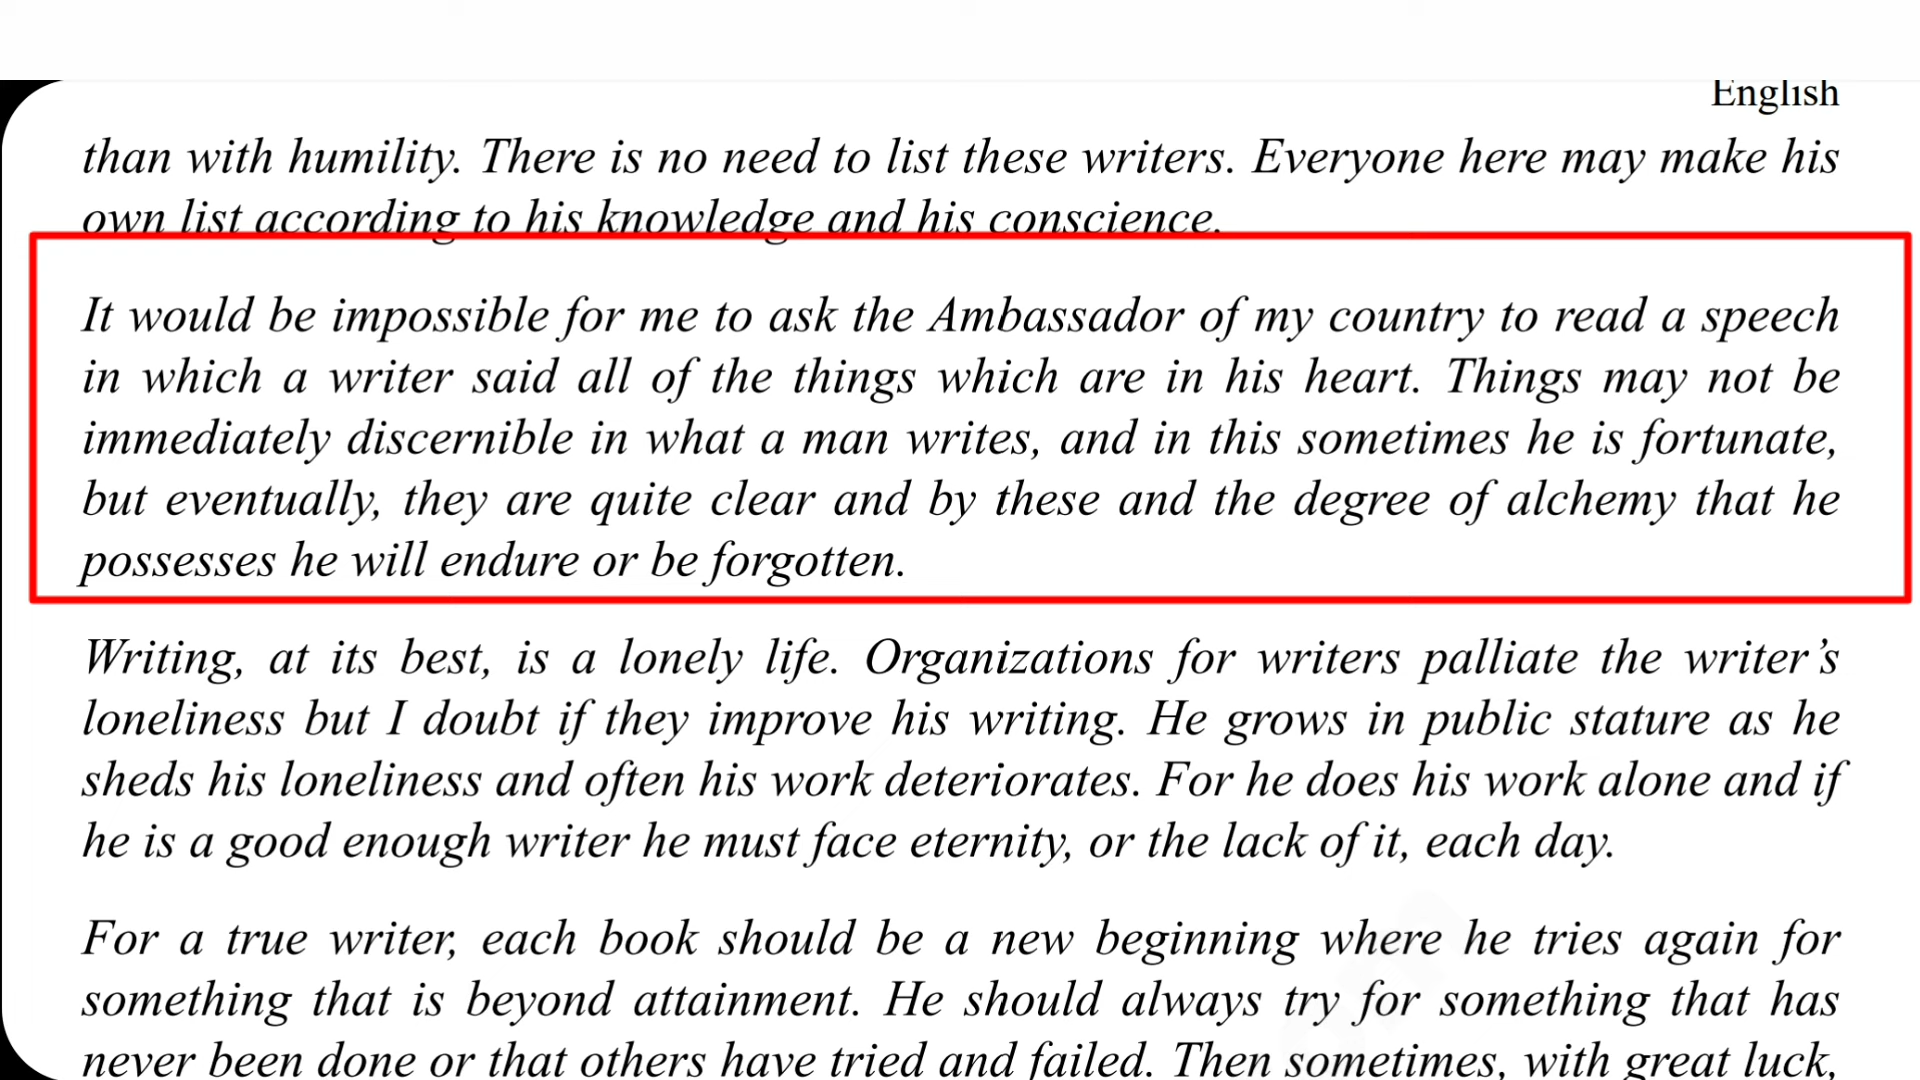 English
than with humility. There is no need to list these writers. Everyone here may make his
own list according to his knowledge and his conscience.
It would be impossible for me to ask the Ambassador of my country to read a speech
in which a writer said all of the things which are in his heart. Things may not be
immediately discernible in what a man writes, and in this sometimes he is fortunate,
but eventually, they are quite clear and by these and the degree of alchemy that he
possesses he will endure or be forgotten.
Writing, at its best, is a lonely life. Organizations for writers palliate the writer’s
loneliness but I doubt if they improve his writing. He grows in public stature as he
sheds his loneliness and often his work deteriorates. For he does his work alone and if
he is a good enough writer he must face eternity, or the lack of it, each day.
For a true writer, each book should be a new beginning where he tries again for
something that is beyond attainment. He should always try for something that has
never been done or that others have tried and failed. Then sometimes, with great luck,